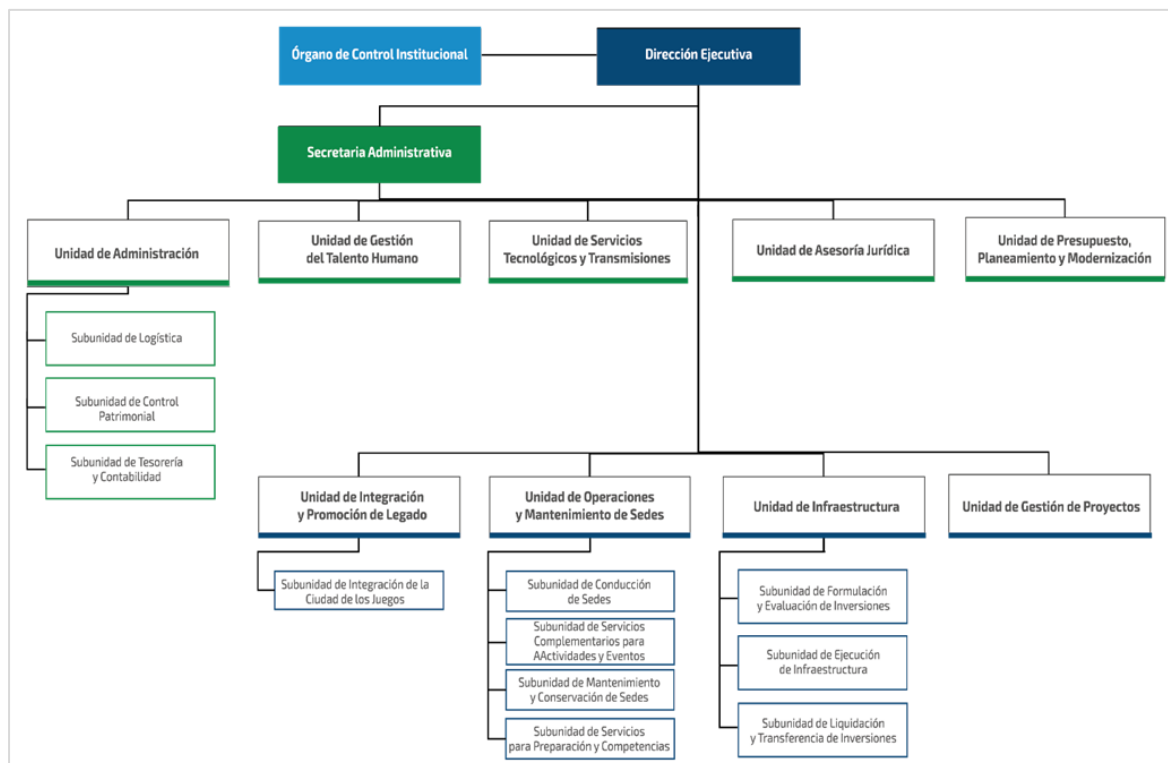 Órgano de Control Institucional
Dirección Ejecutiva
Secretaria Administrativa
Unidad de Administración
Unidad de Gestión
del Talento Humano
Unidad de Servicios
Tecnológicos y Transmisiones
Unidad de Asesoría Jurídica
Unidad de Presupuesto,
Planeamiento y Modernización
Subunidad de Logística
Subunidad de Control
Patrimonial
Subunidad de Tesorería
y Contabilidad
Unidad de Integración
y Promoción de Legado
Unidad de Operaciones
y Mantenimiento de Sedes
Unidad de Infraestructura
Unidad de Gestión de Proyectos
Subunidad de Integración de la
Ciudad de los Juegos
Subunidad de Conducción
de Sedes
Subunidad de Servicios
Complementarios para
AActividades y Eventos
Subunidad de Mantenimiento
y Conservación de Sedes
Subunidad de Servicios
para Preparación y Competencias
Subunidad de Formulación
y Evaluación de Inversiones
Subunidad de Ejecución
de Infraestructura
Subunidad de Liquidación
y Transferencia de Inversiones